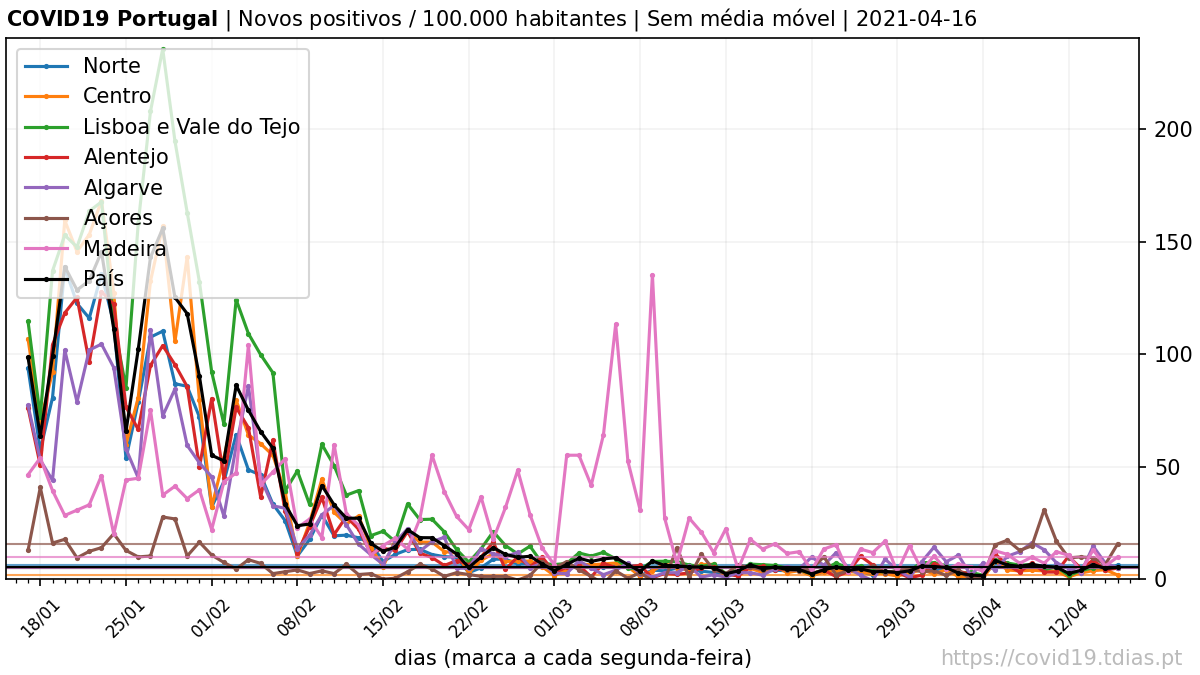 COVID19 Portugal | Novos positivos / 100.000 habitantes | Sem média móvel | 2021-04-16
Norte
Centro
Lisboa e Vale do Tejo
Alentejo
Algarve
Açores
Madeira
País
200
150
100
50
0
18/01
25/01
01/02
08/02
15/02
22/02
01/03
08/03
15/03
22/03
29/03
05/04
12/04
dias (marca a cada segunda-feira)
https://covid19.tdias.pt